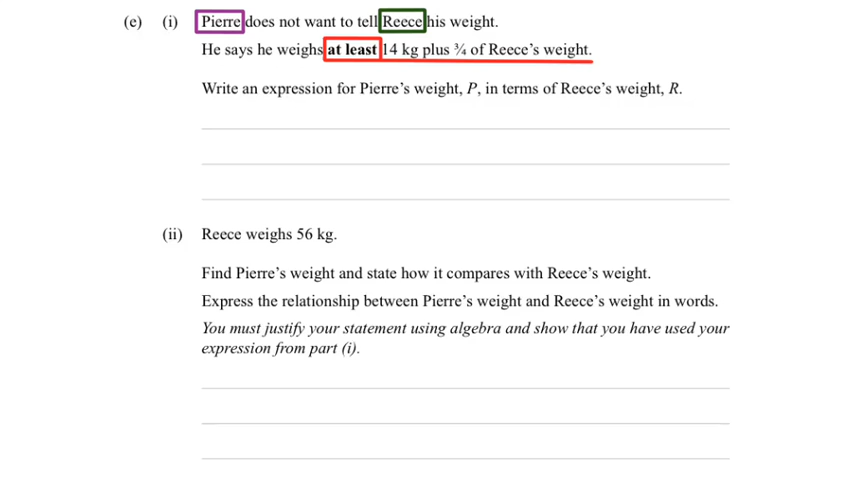 (e) (i) Pierre does not want to tell Reece his weight.
He says he weighs at least 14 kg plus ¾ of Reece's weight.
Write an expression for Pierre's weight, P, in terms of Reece's weight, R.
(ii) Reece weighs 56 kg.
Find Pierre's weight and state how it compares with Reece's weight.
Express the relationship between Pierre's weight and Reece's weight in words.
You must justify your statement using algebra and show that you have used your
expression from part (i).